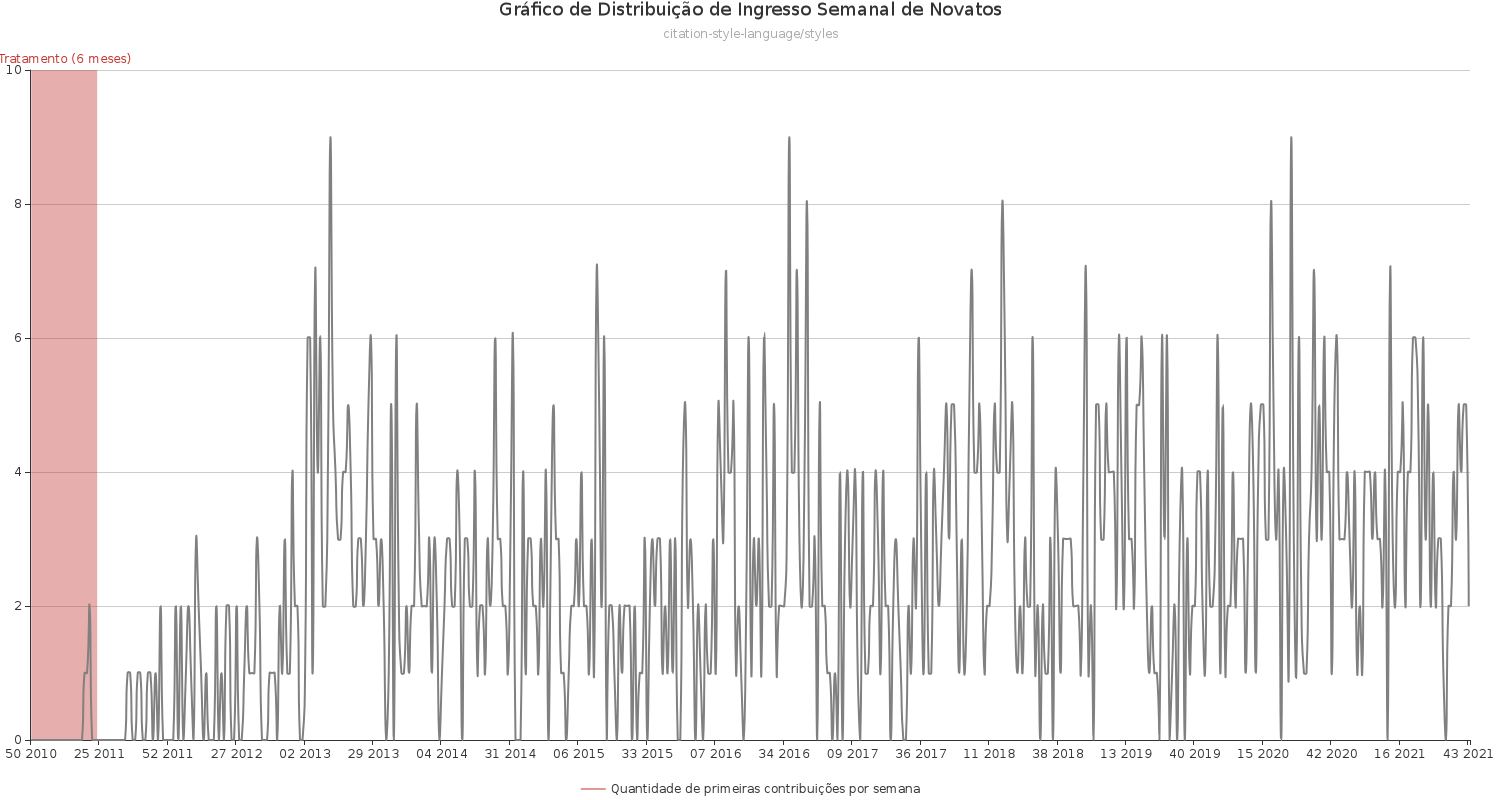 Gráfico de Distribuição de Ingresso Semanal de Novatos
citation-style-language/styles
Tratamento (6 meses)
10
8
6
4
2
0
50 2010 25 2011 52 2011 27 2012 02 2013 29 2013 04 2014 31 2014 06 2015 33 2015 07 2016 34 2016 09 2017 36 2017 11 2018 38 2018 13 2019 40 2019 15 2020 42 2020 16 2021 43 2021
Quantidade de primeiras contribuições por semana